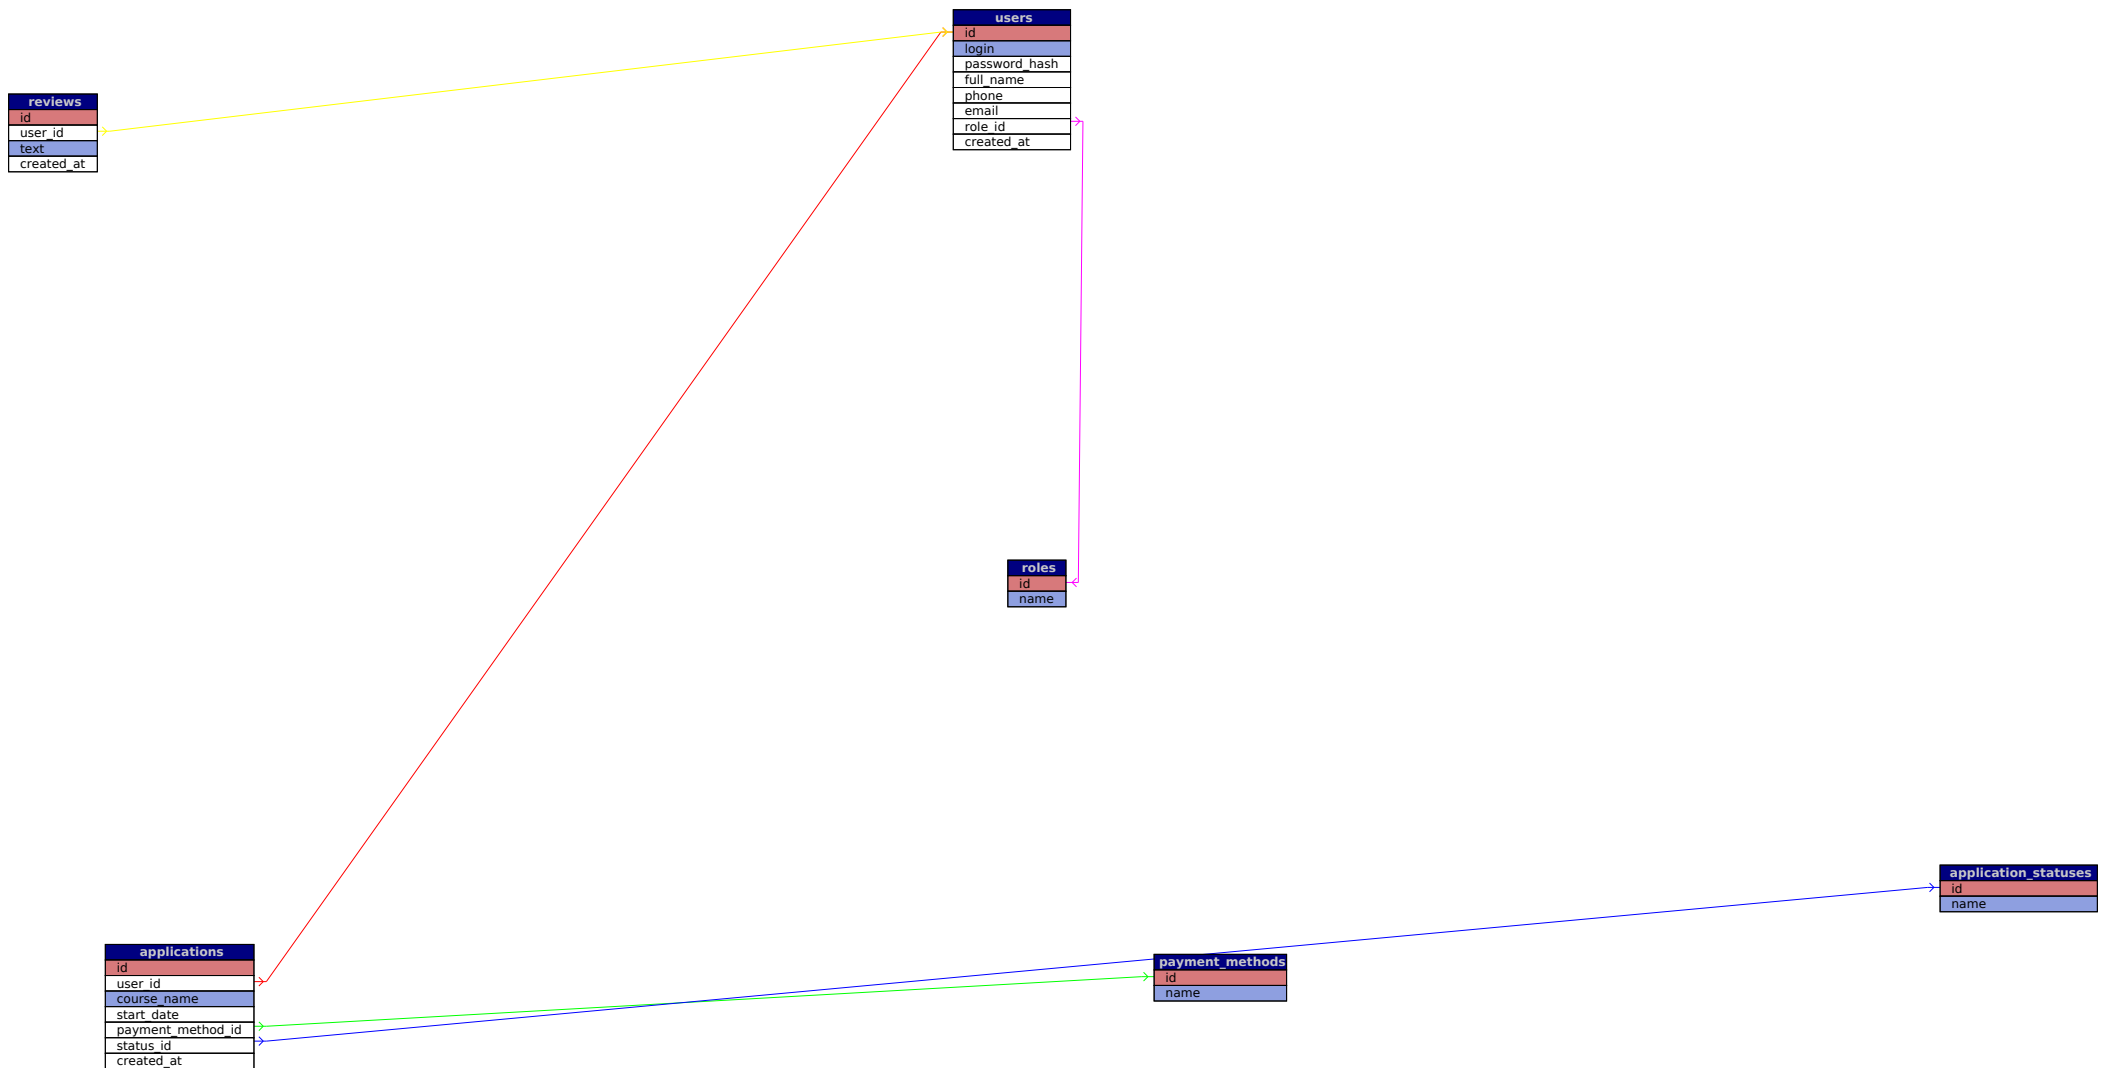 users
id
login
password_hash
full_name
phone
email
role_id
created_at
reviews
id
user_id
text
created_at
roles
id
name
application_statuses
id
name
applications
id
user_id
course_name
start_date
payment_method_id
status_id
created_at
payment_methods
id
name